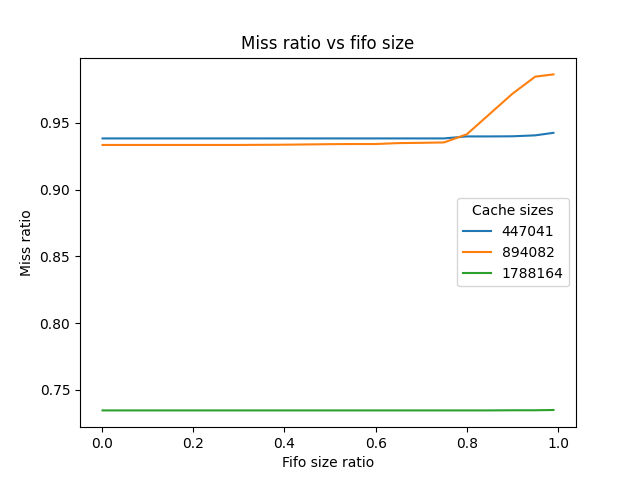 Miss ratio vs fifo size
Miss ratio
0.95
0.90
0.85
0.80
0.75
Cache sizes
447041
894082
1788164
0.0 0.2 0.4 0.6 0.8 1.0
Fifo size ratio